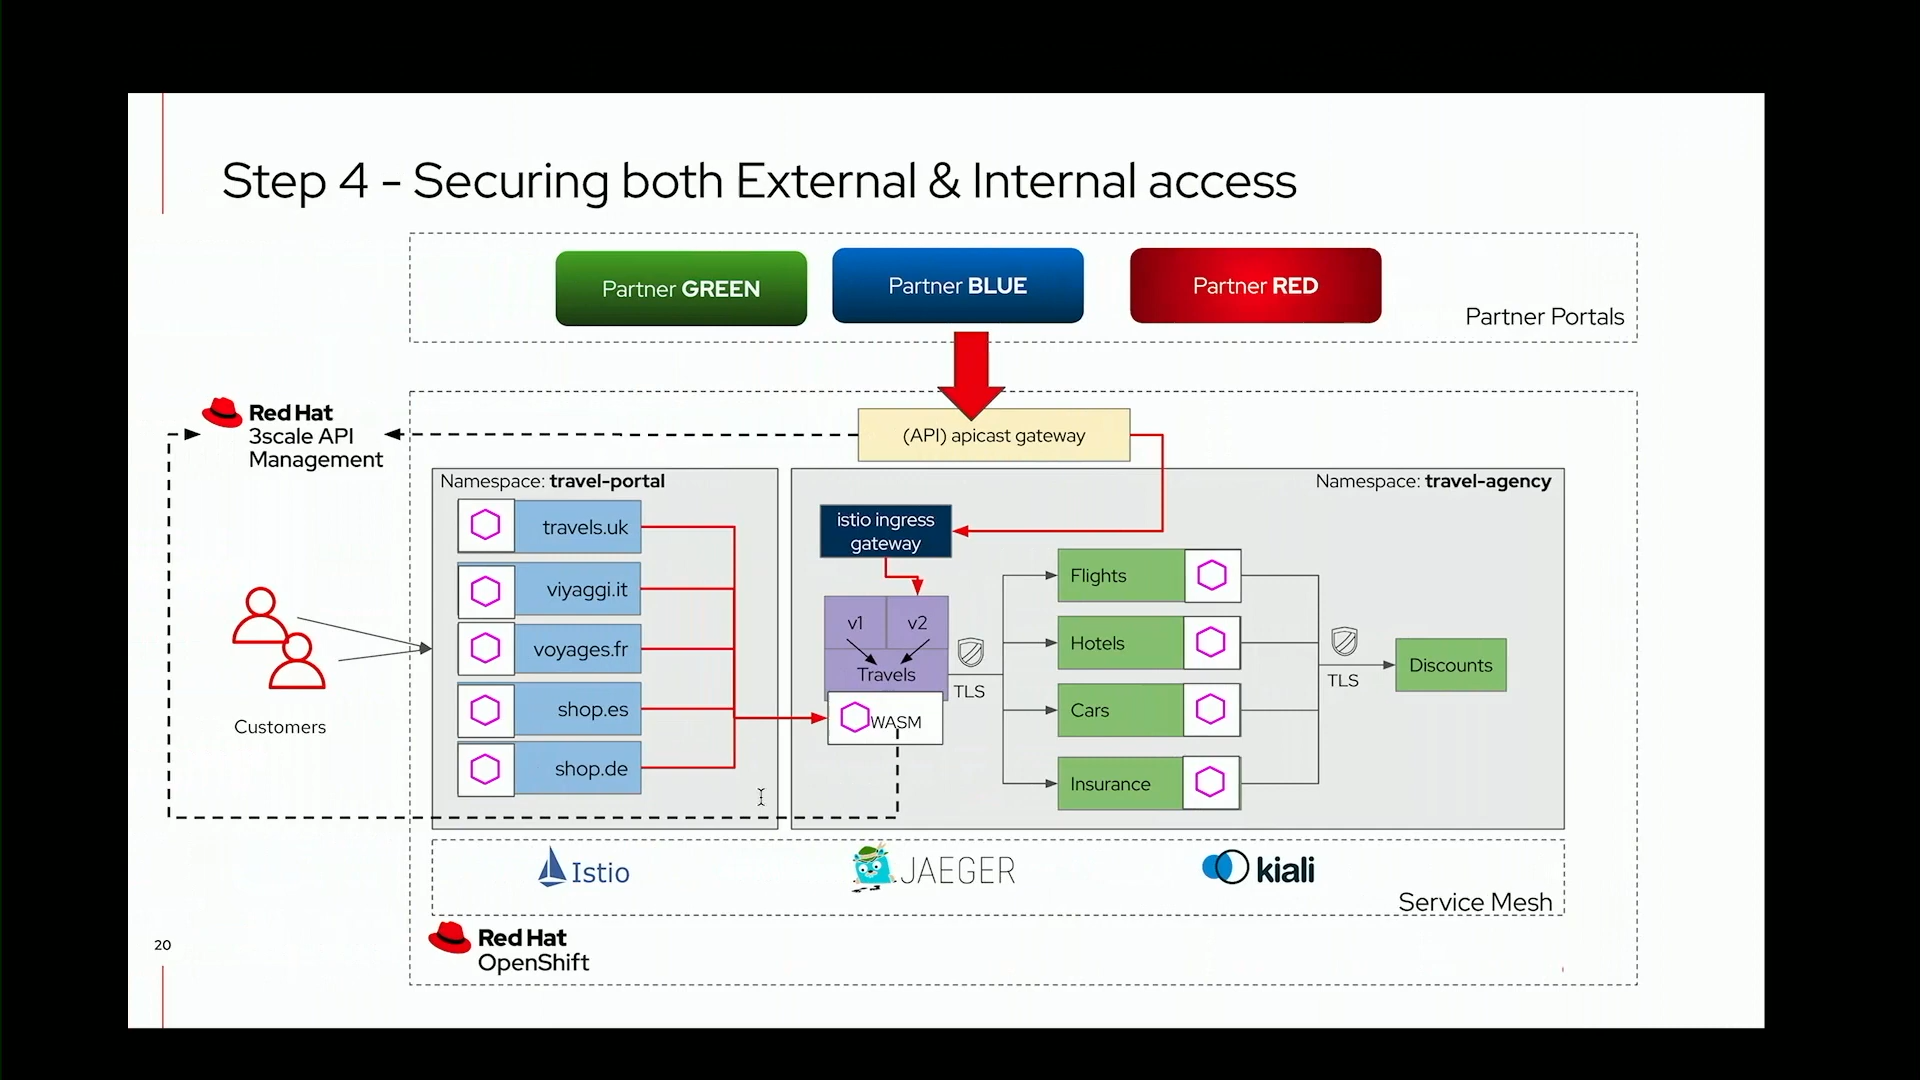 Step 4 - Securing both External & Internal access
Partner GREEN
Partner BLUE
Partner RED
Partner Portals
Red Hat
3scale API
Management
(API) apicast gateway
Namespace: travel-portal
Namespace: travel-agency
travels.uk
viyaggi.it
voyages.fr
shop.es
shop.de
istio ingress
gateway
v1
v2
Travels
WASM
TLS
Flights
Hotels
Cars
Insurance
TLS
Discounts
Customers
Istio
JAEGER
kiali
Service Mesh
Red Hat
OpenShift
20